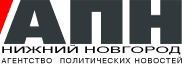 АПН
НИЖНИЙ НОВГОРОД
АГЕНТСТВО ПОЛИТИЧЕСКИХ НОВОСТЕЙ